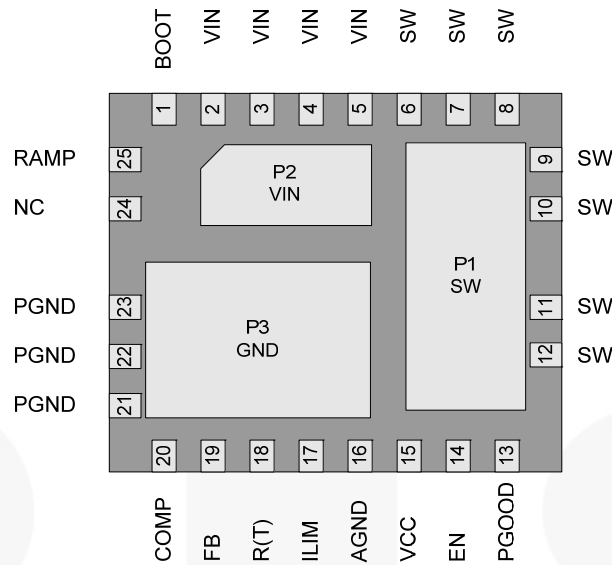 BOOT
VIN
VIN
VIN
VIN
SW
SW
SW
1
2
3
4
5
6
7
8
RAMP
25
NC
24
PGND
23
PGND
22
PGND
21
P2
VIN
P1
SW
P3
GND
9
SW
10
SW
11
SW
12
SW
20
19
18
17
16
15
14
13
COMP
FB
R(T)
ILIM
AGND
VCC
EN
PGOOD